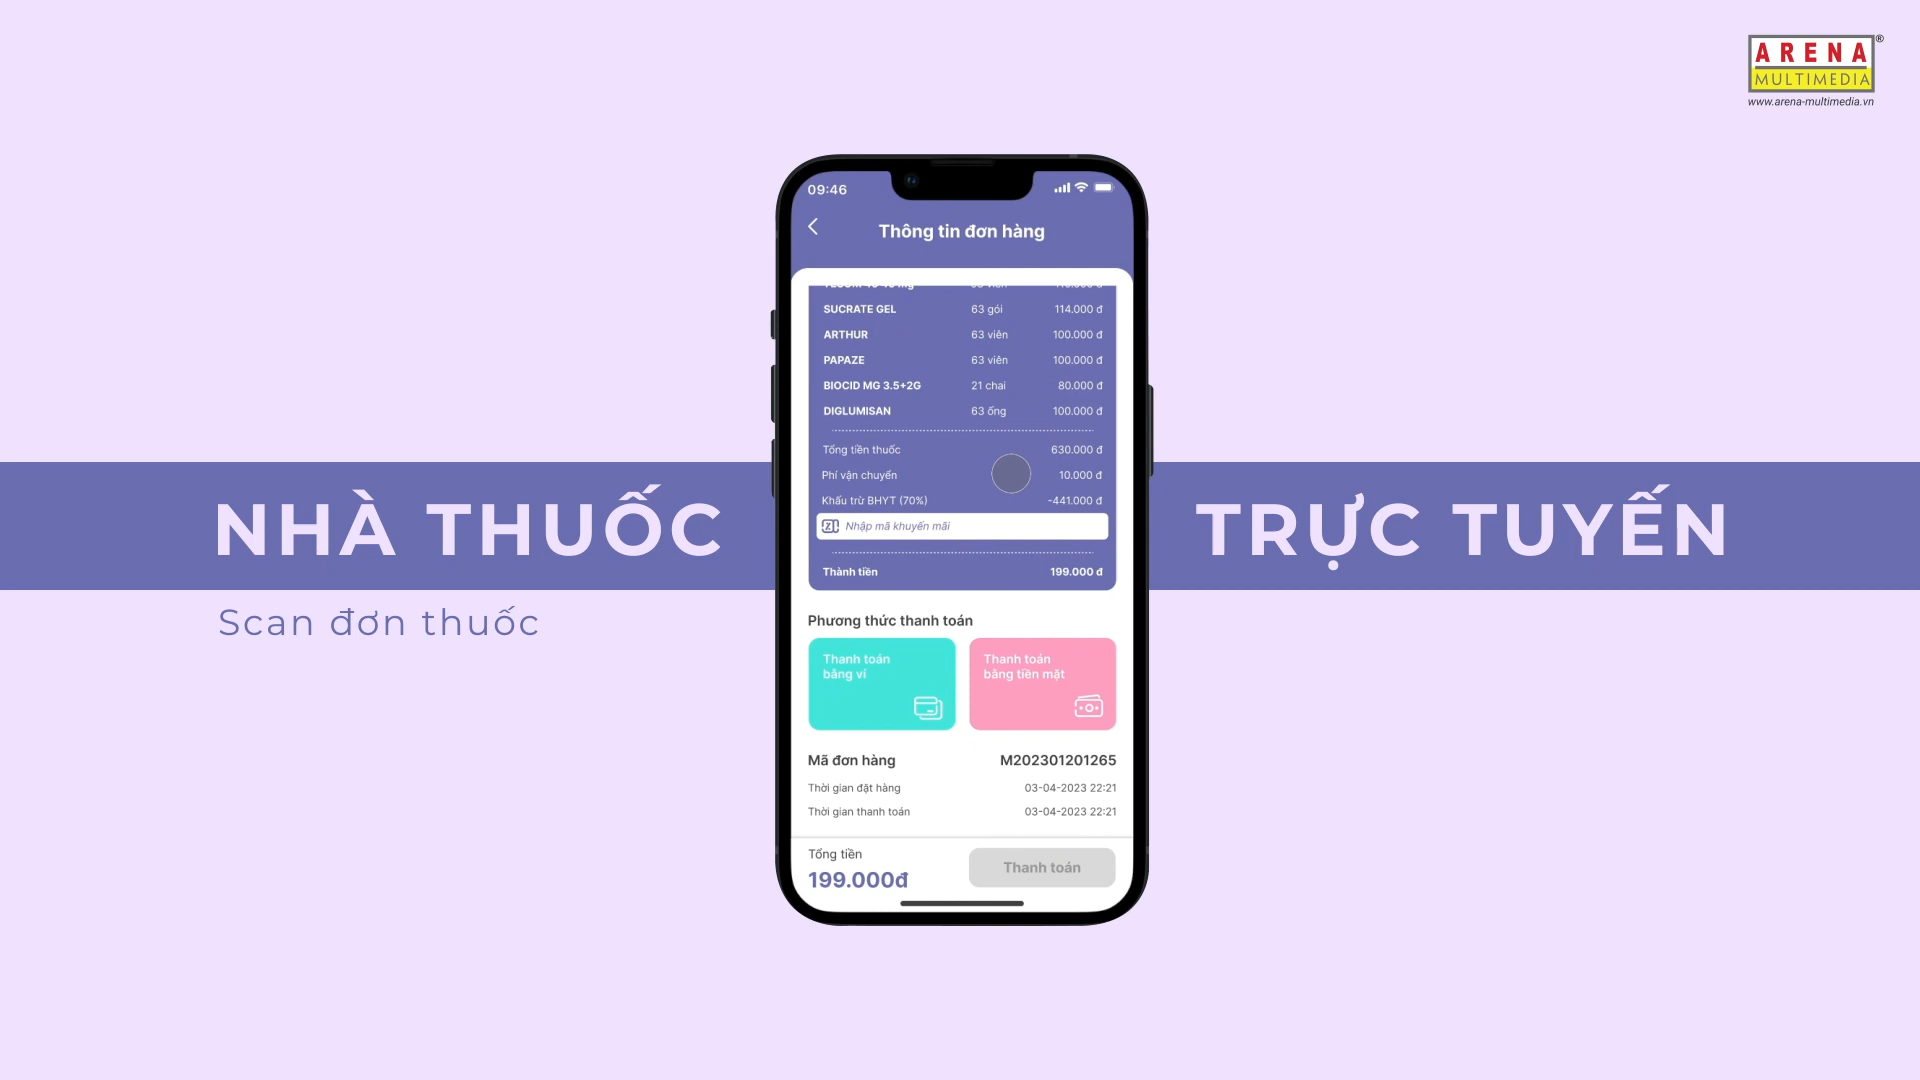 ARENA
®
MULTIMEDIA
www.arena-multimedia.vn
09:46
Thông tin đơn hàng
SUCRATE GEL 63 gói 114.000 đ
ARTHUR 63 viên 100.000 đ
PAPAZE 63 viên 100.000 đ
BIOCID MG 3.5+2G 21 chai 80.000 đ
DIGLUMISAN 63 ống 100.000 đ
Tổng tiền thuốc 630.000 đ
Phí vận chuyển 10.000 đ
Khấu trừ BHYT (70%) -441.000 đ
Nhập mã khuyến mãi
Thành tiền 199.000 đ
NHÀ THUỐC TRỰC TUYẾN
Scan đơn thuốc
Phương thức thanh toán
Thanh toán
bằng ví
Thanh toán
bằng tiền mặt
Mã đơn hàng M202301201265
Thời gian đặt hàng 03-04-2023 22:21
Thời gian thanh toán 03-04-2023 22:21
Tổng tiền
199.000đ
Thanh toán